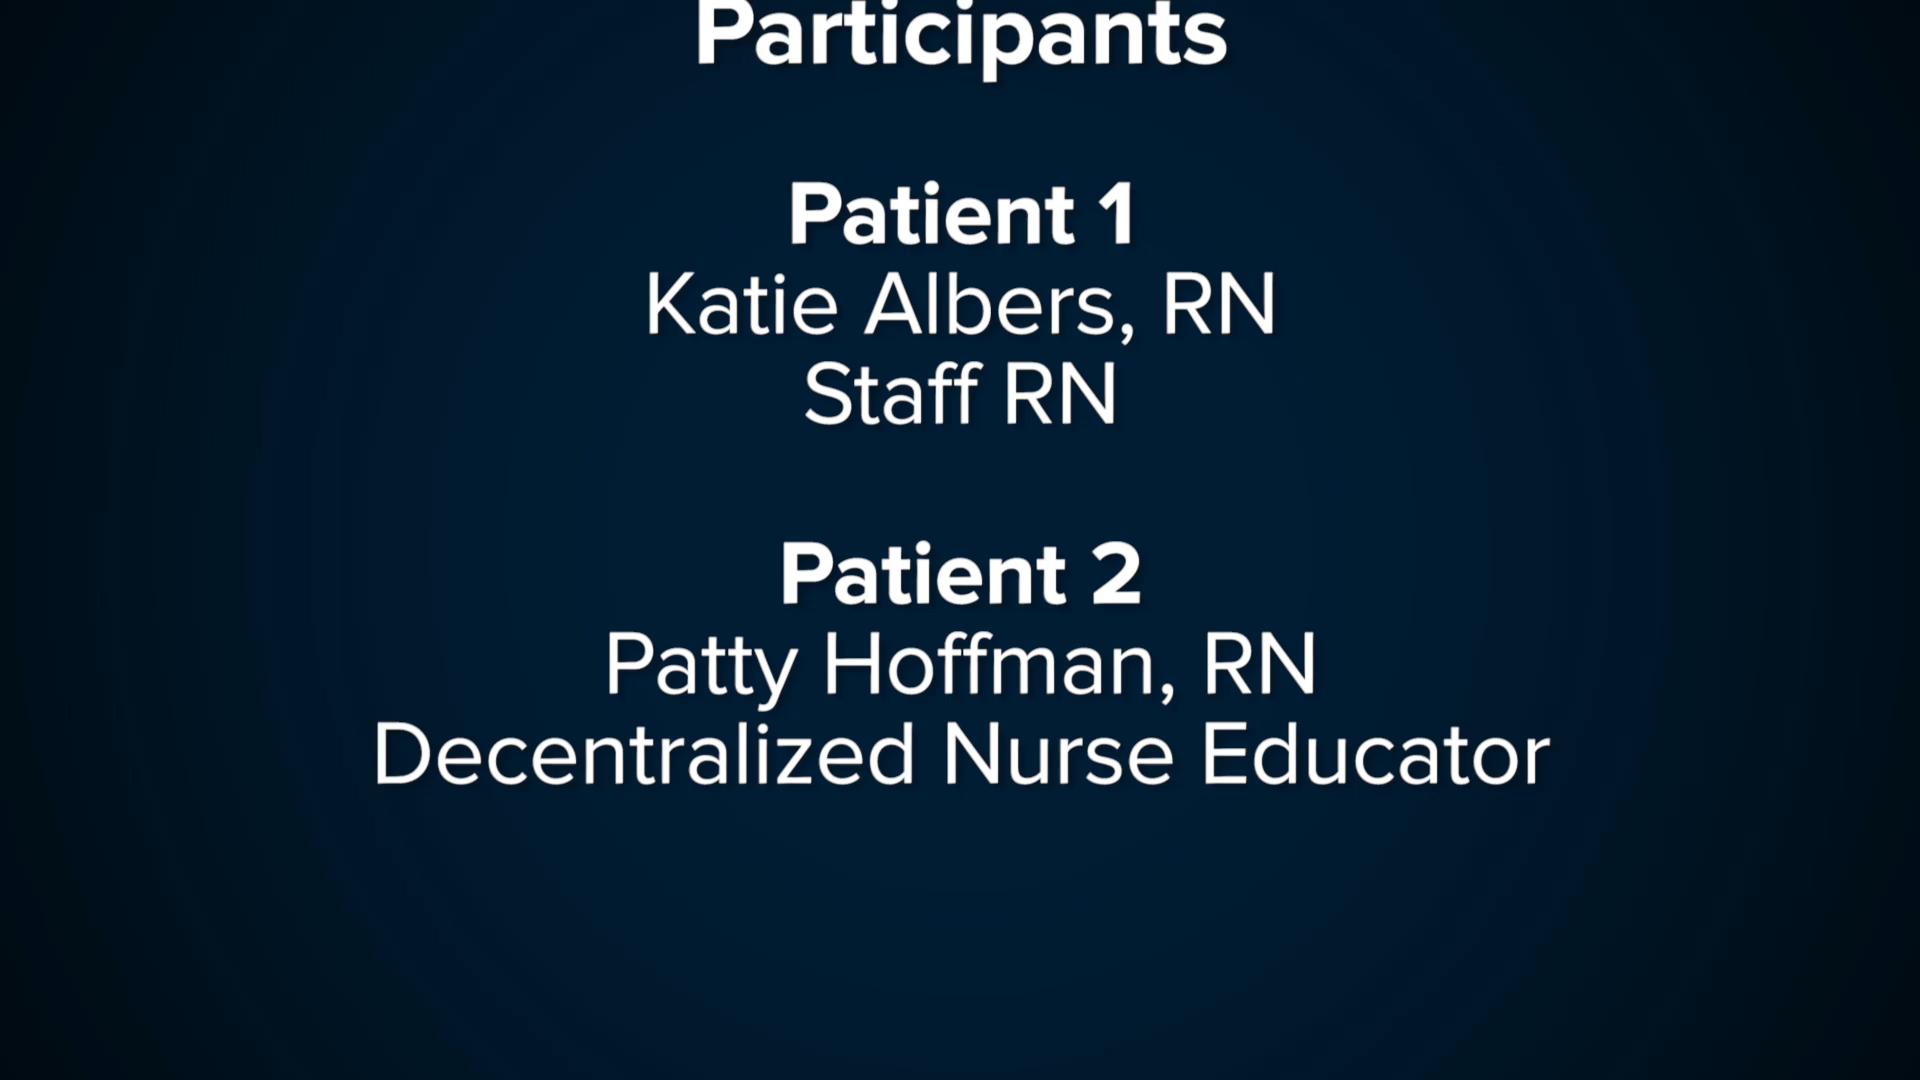 Participants
Patient 1
Katie Albers, RN
Staff RN
Patient 2
Patty Hoffman, RN
Decentralized Nurse Educator